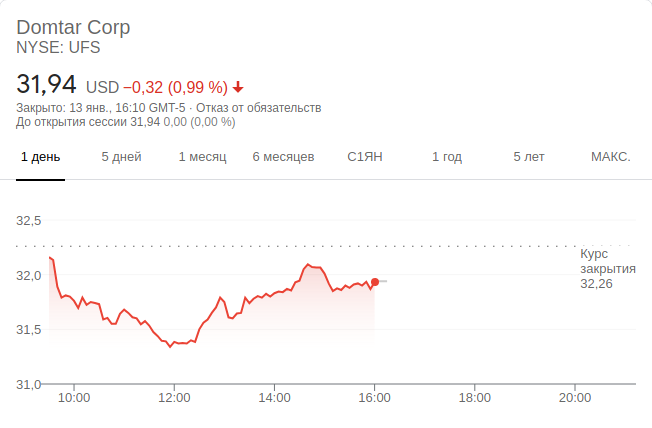 Domtar Corp
NYSE: UFS
31,94 USD −0,32 (0,99 %)
Закрыто: 13 янв., 16:10 GMT-5 · Отказ от обязательств
До открытия сессии 31,94 0,00 (0,00 %)
1 день 5 дней 1 месяц 6 месяцев С1ЯН 1 год 5 лет МАКС.
32,5
Курс
закрытия
32,26
32,0
31,5
31,0
10:00 12:00 14:00 16:00 18:00 20:00